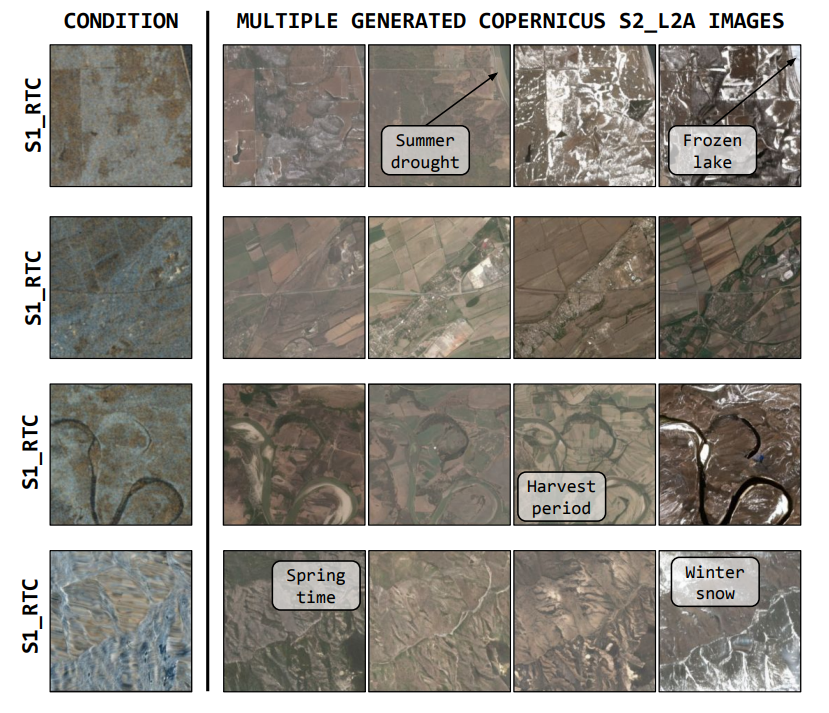 CONDITION
MULTIPLE GENERATED COPERNICUS S2_L2A IMAGES
S1_RTC
Summer
drought
Frozen
lake
S1_RTC
S1_RTC
Harvest
period
S1_RTC
Spring
time
Winter
snow